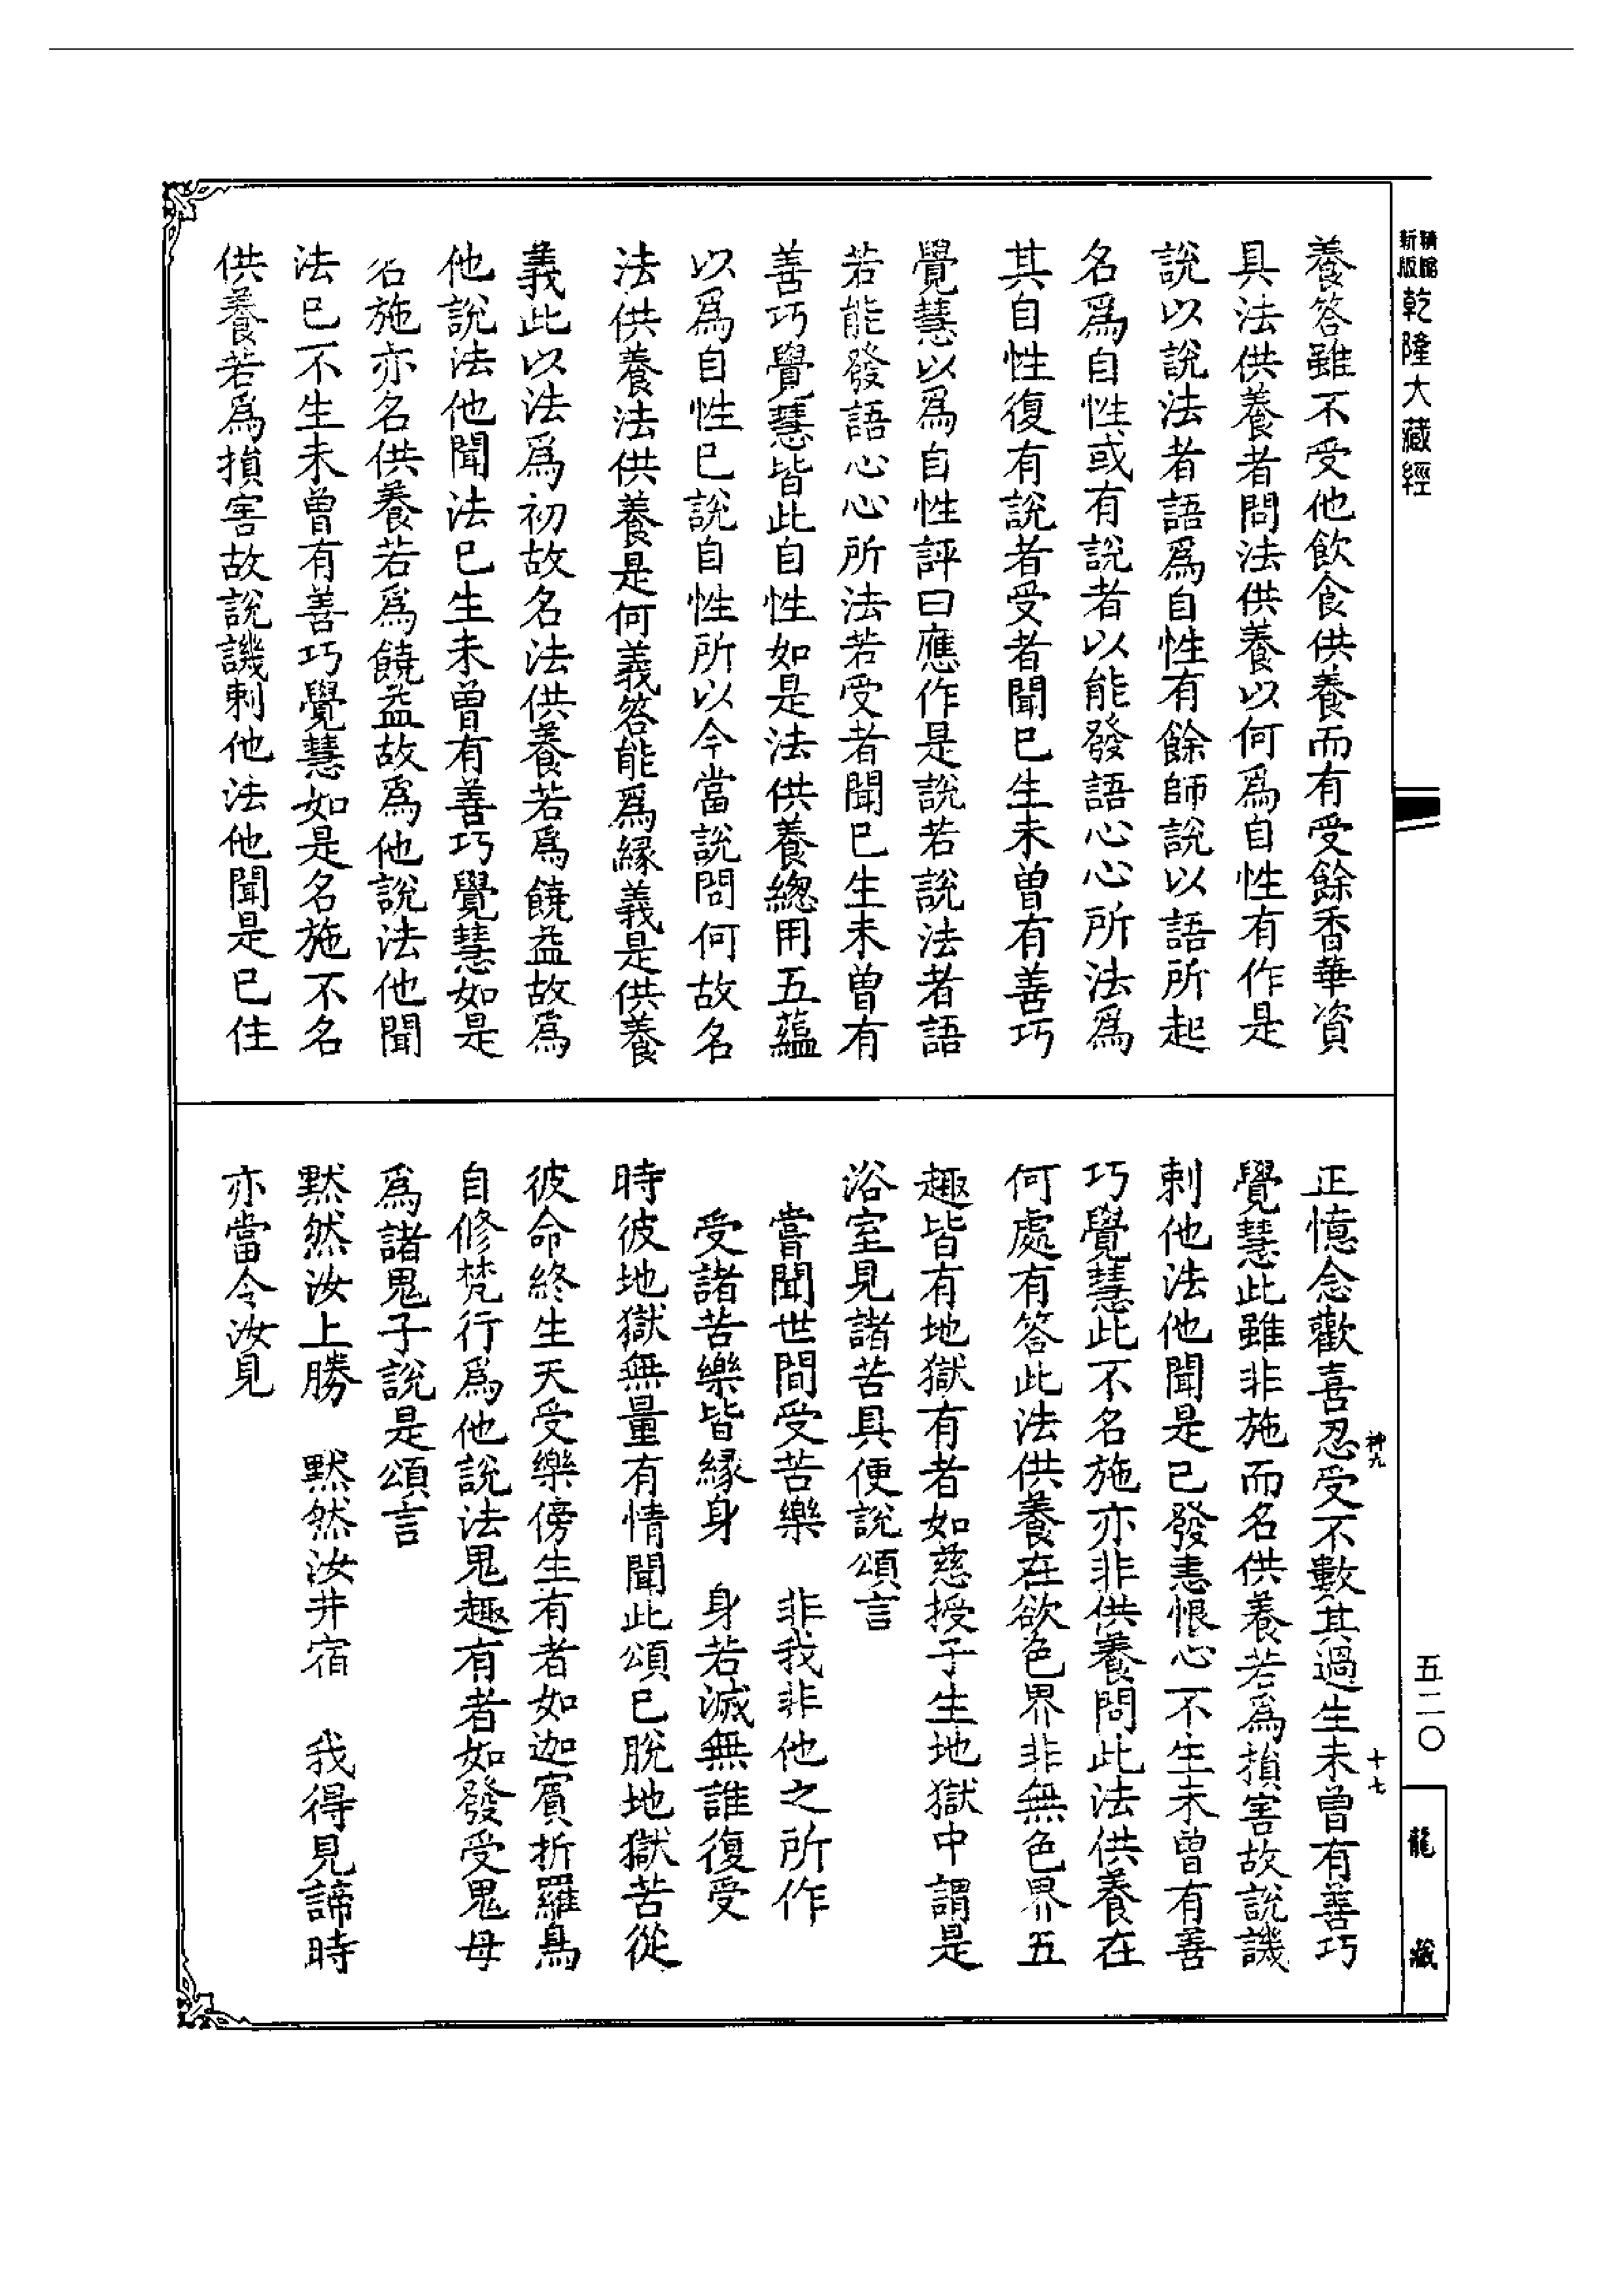 新版精縮乾隆大藏經
養答雖不受他飲食供養而有受餘香華資
具法供養者問法供養以何爲自性有作是
說以說法者語爲自性有餘師說以語所起
名爲自性或有說者以能發語心心所法爲
其自性復有說者受者聞已生未曾有善巧
覺慧以爲自性評曰應作是說若說法者語
若能發語心心所法若受者聞已生未曾有
善巧覺慧皆此自性如是法供養總用五蘊
以爲自性已說自性所以今當說問何故名
法供養法供養是何義答能爲緣義是供養
義此以法爲初故名法供養若爲饒益故爲
他說法他聞法已生未曾有善巧覺慧如是
名施亦名供養若爲饒益故爲他說法他聞
法已不生未曾有善巧覺慧如是名施不名
供養若爲損害故說譏刺他法他聞是已住
正憶念歡喜忍受不數其過生未曾有善巧
覺慧此雖非施而名供養若爲損害故說譏
刺他法他聞是已發恚恨心不生未曾有善
巧覺慧此不名施亦非供養問此法供養在
何處有答此法供養在欲色界非無色界五
趣皆有地獄有者如慈授子生地獄中謂是
浴室見諸苦具便說頌言
嘗聞世間受苦樂　非我非他之所作
受諸苦樂皆緣身　身若滅無誰復受
時彼地獄無量有情聞此頌已脫地獄苦從
彼命終生天受樂傍生有者如迦賓折羅鳥
自修梵行爲他說法鬼趣有者如發受鬼母
爲諸鬼子說是頌言
默然汝上勝　默然汝井宿　我得見諦時
亦當令汝見
神九
十七
五二〇
龍藏